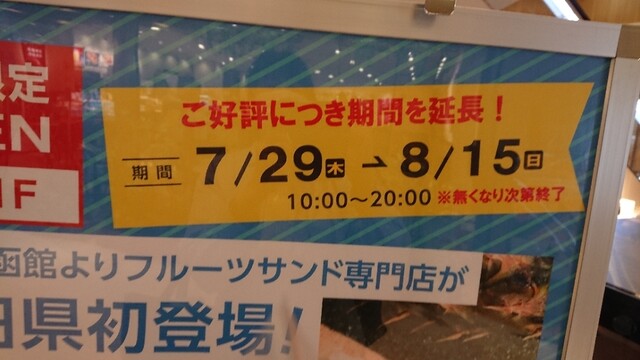 限定
EN
1F
ご好評につき期間を延長！
期間 7/29木 → 8/15日
10:00～20:00 ※無くなり次第終了
函館よりフルーツサンド専門店が
田県初登場！